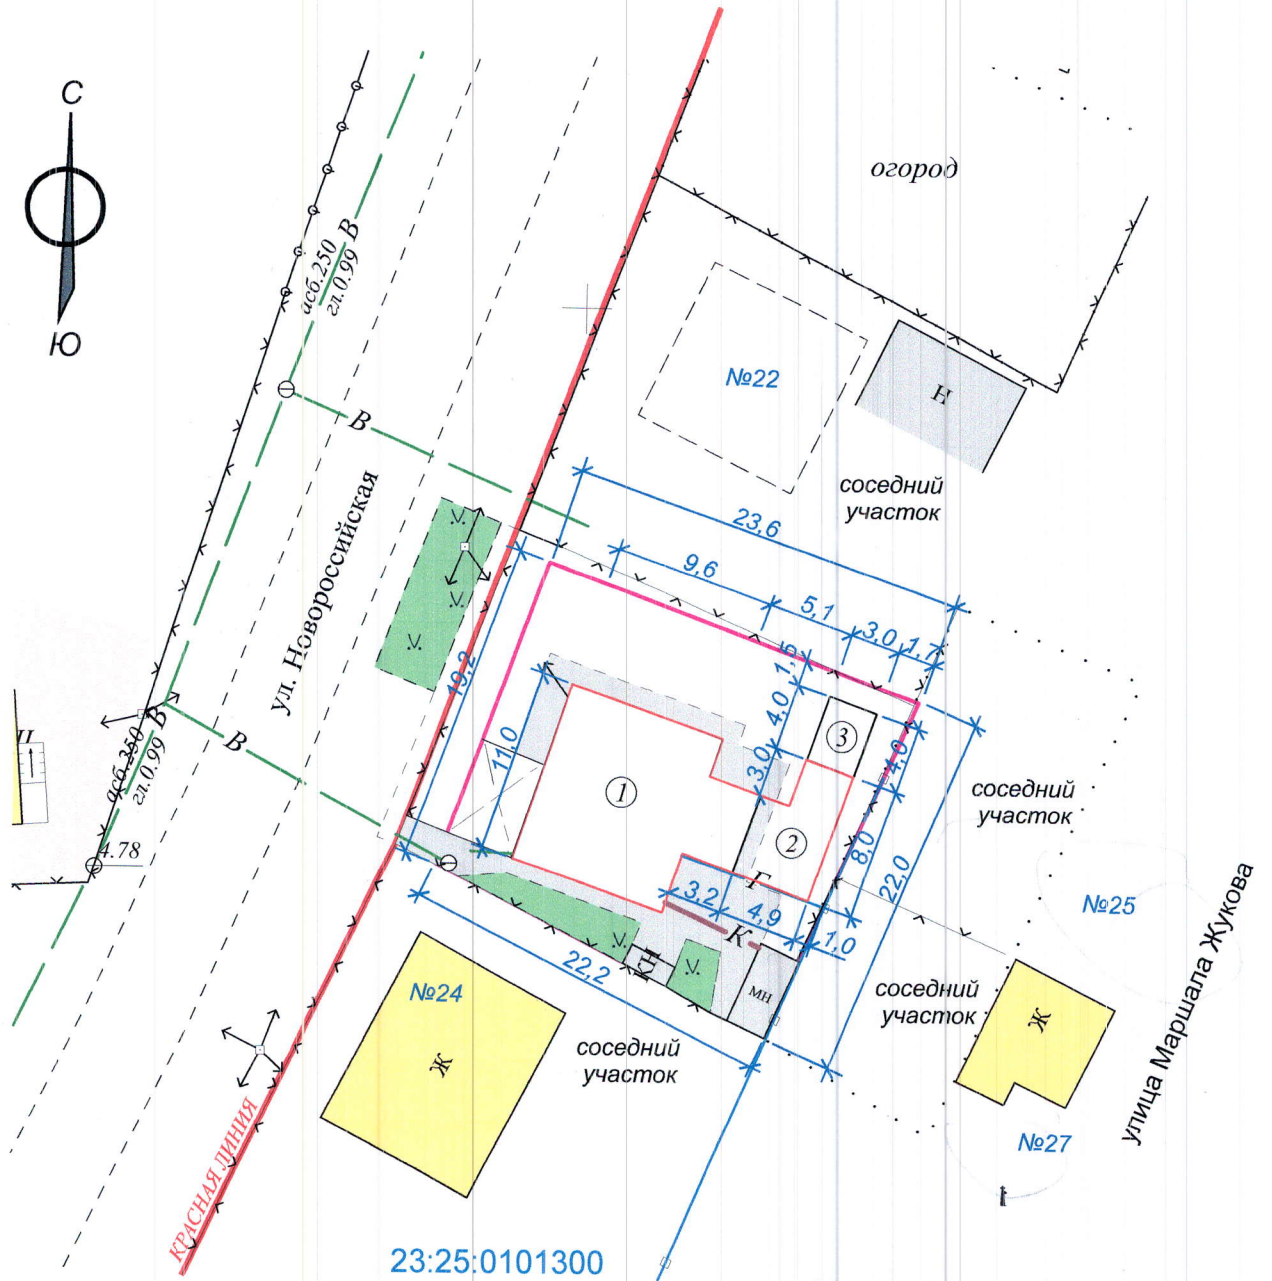 С
Ю
огород
асб.250
гл.0.99
В
В
№22
Н
соседний
участок
ул. Новороссийская
23,6
9,6
5,1
3,0
1,7
1,5
4,0
3,0
19,2
11,0
1
2
3
4,0
8,0
22,0
соседний
участок
В
В
асб.250
гл.0.99
4.78
П
3,2
4,9
1,0
Г
К
КН
мн
22,2
№24
Ж
соседний
участок
соседний
участок
№25
Ж
№27
улица Маршала Жукова
КРАСНАЯ ЛИНИЯ
23:25:0101300